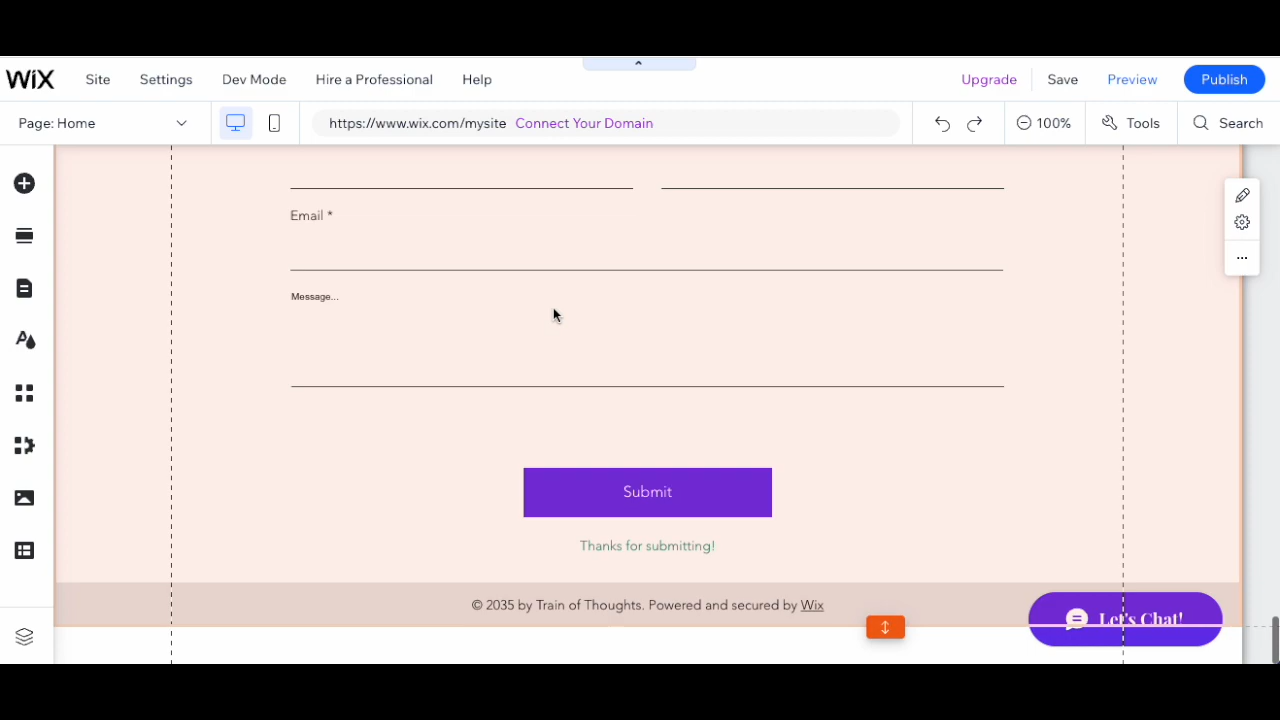 WiX Site Settings Dev Mode Hire a Professional Help Upgrade Save Preview Publish
Page: Home https://www.wix.com/mysite Connect Your Domain 100% Tools Search
Email *
Message...
Submit
Thanks for submitting!
© 2035 by Train of Thoughts. Powered and secured by Wix
Let's Chat!